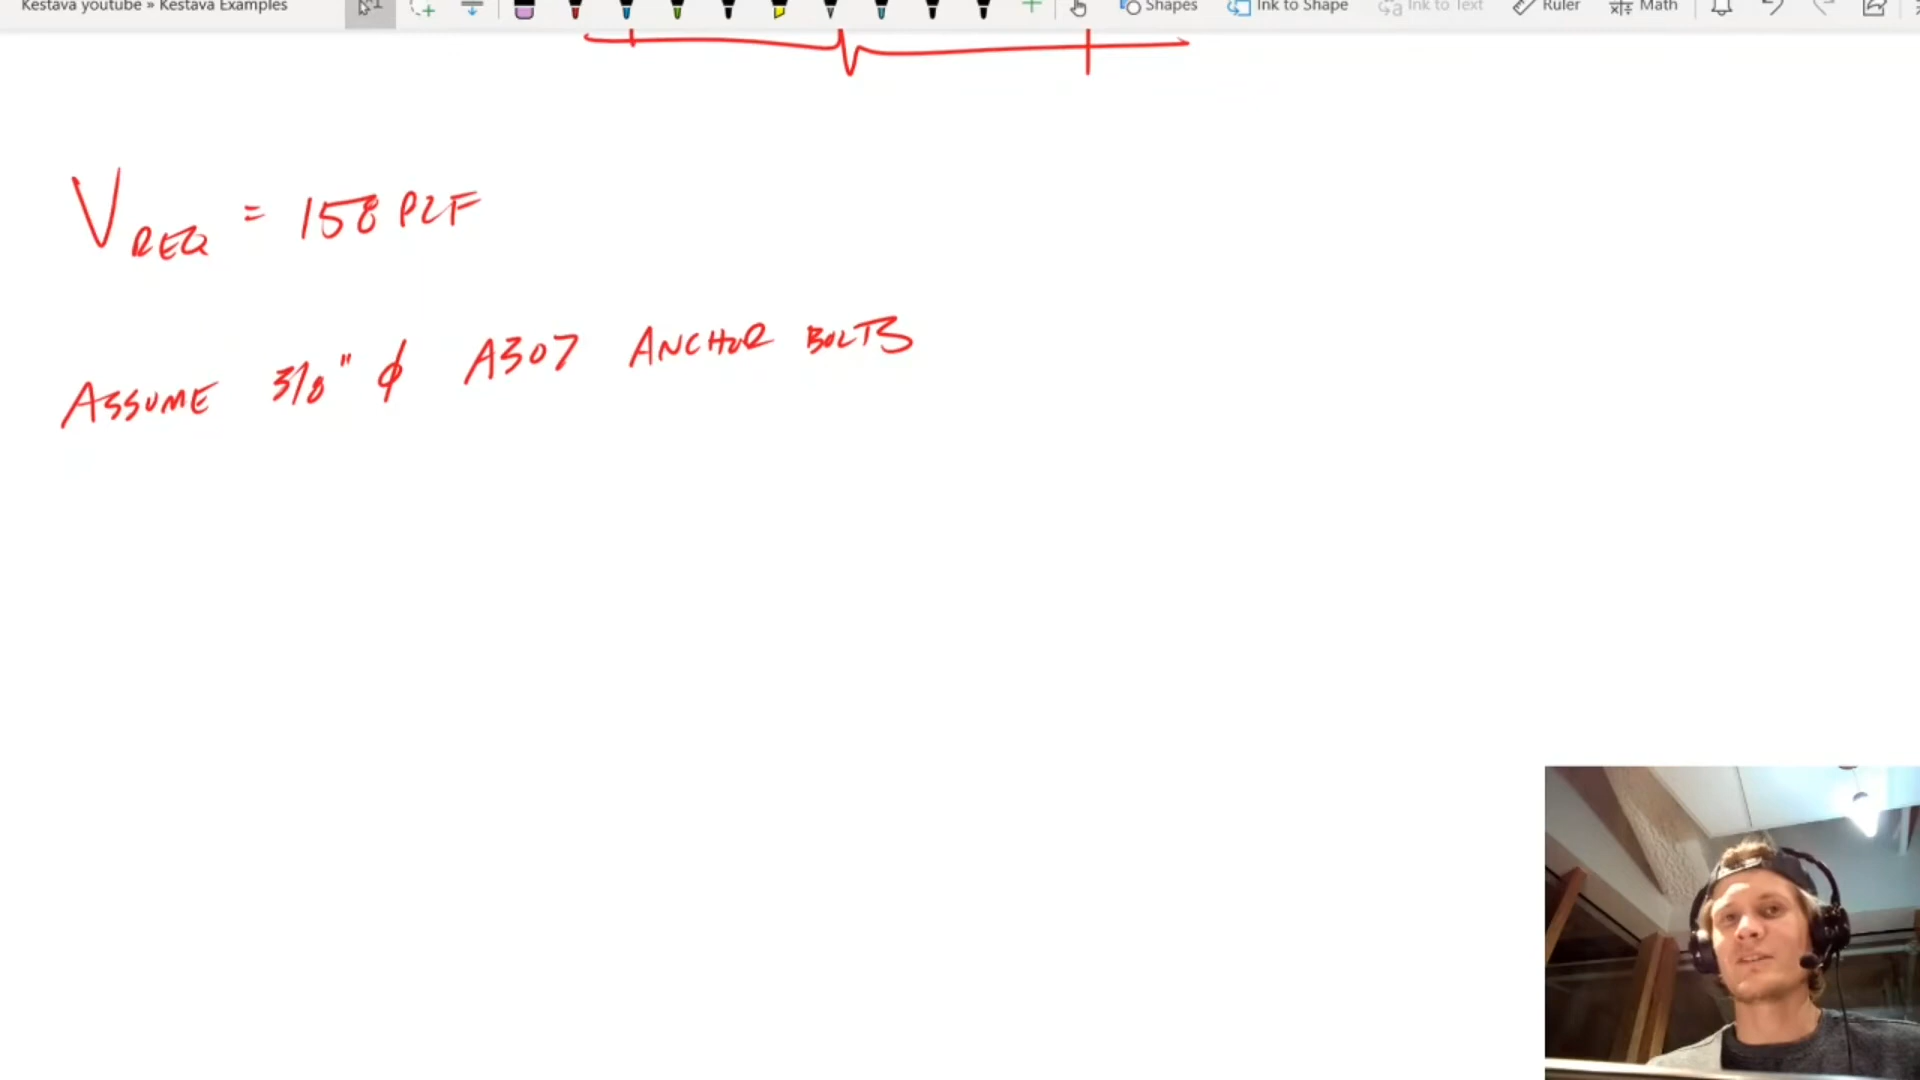 Kestava youtube » Kestava Examples
Shapes
Ink to Shape
Ink to Text
Ruler
Math
VREQ = 158 PLF
ASSUME 3/8" ϕ A307 ANCHOR BOLTS